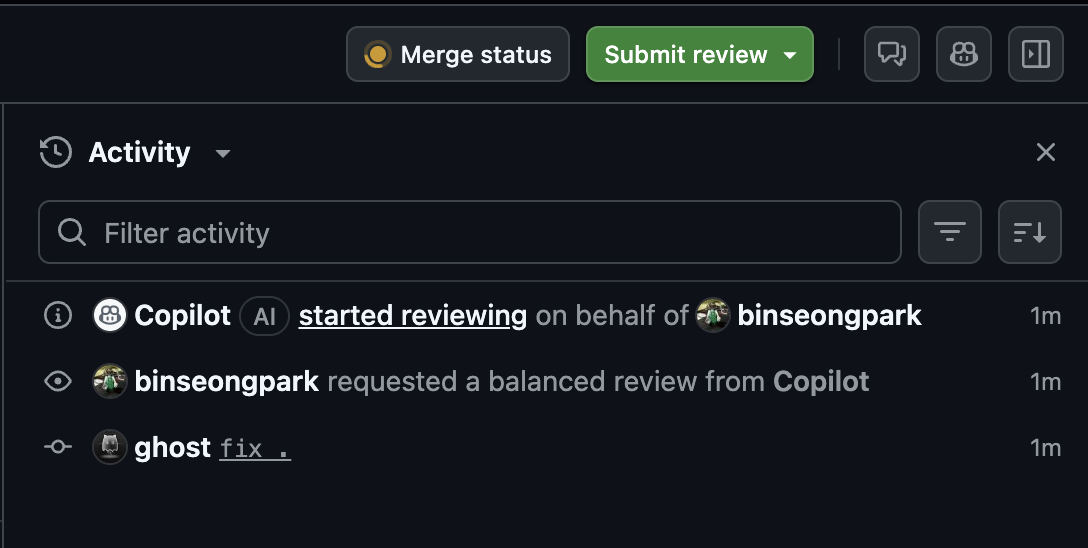 Merge status
Submit review
Activity
Filter activity
Copilot AI started reviewing on behalf of binseongpark 1m
binseongpark requested a balanced review from Copilot 1m
ghost fix . 1m